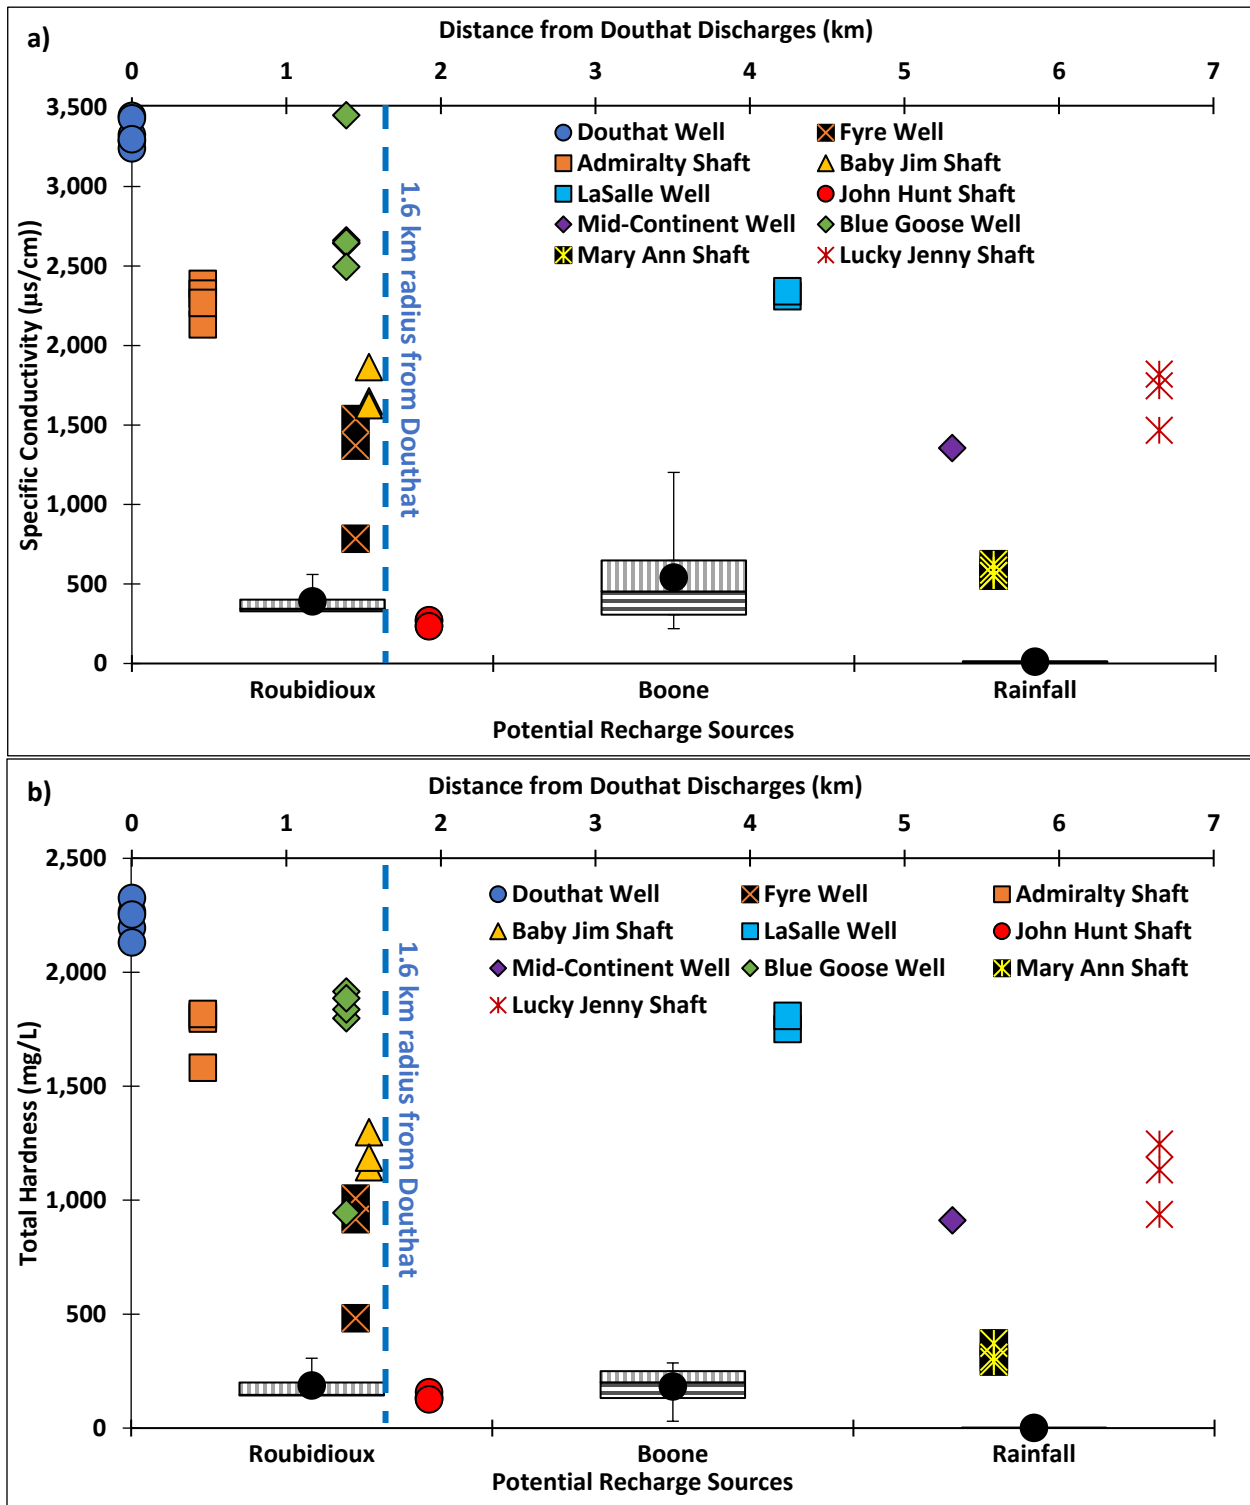 a)
Distance from Douthat Discharges (km)
0 1 2 3 4 5 6 7
3,500
3,000
2,500
2,000
1,500
1,000
500
0
Specific Conductivity (µs/cm))
Douthat Well Fyre Well
Admiralty Shaft Baby Jim Shaft
LaSalle Well John Hunt Shaft
Mid-Continent Well Blue Goose Well
Mary Ann Shaft Lucky Jenny Shaft
1.6 km radius from Douthat
Roubidioux Boone Rainfall
Potential Recharge Sources
b)
Distance from Douthat Discharges (km)
0 1 2 3 4 5 6 7
2,500
2,000
1,500
1,000
500
0
Total Hardness (mg/L)
Douthat Well Fyre Well Admiralty Shaft
Baby Jim Shaft LaSalle Well John Hunt Shaft
Mid-Continent Well Blue Goose Well Mary Ann Shaft
Lucky Jenny Shaft
1.6 km radius from Douthat
Roubidioux Boone Rainfall
Potential Recharge Sources